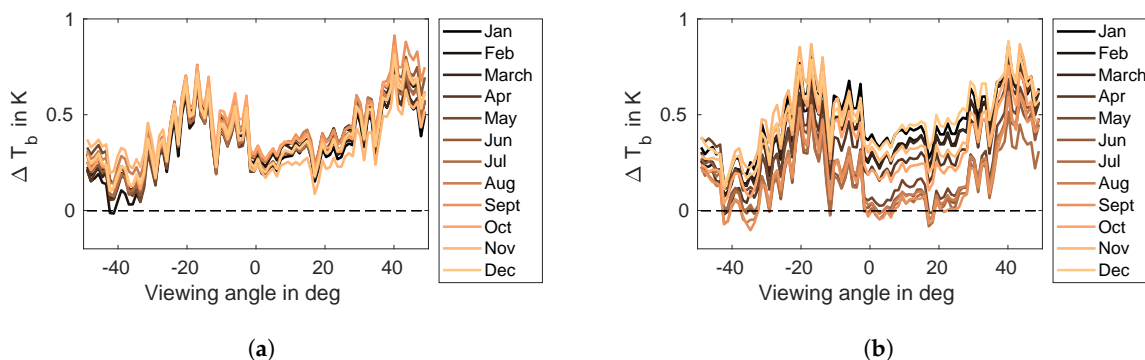 1
0.5
0
Δ T_b in K
-40 -20 0 20 40
Viewing angle in deg
Jan
Feb
March
Apr
May
Jun
Jul
Aug
Sept
Oct
Nov
Dec
(a)
1
0.5
0
Δ T_b in K
-40 -20 0 20 40
Viewing angle in deg
Jan
Feb
March
Apr
May
Jun
Jul
Aug
Sept
Oct
Nov
Dec
(b)